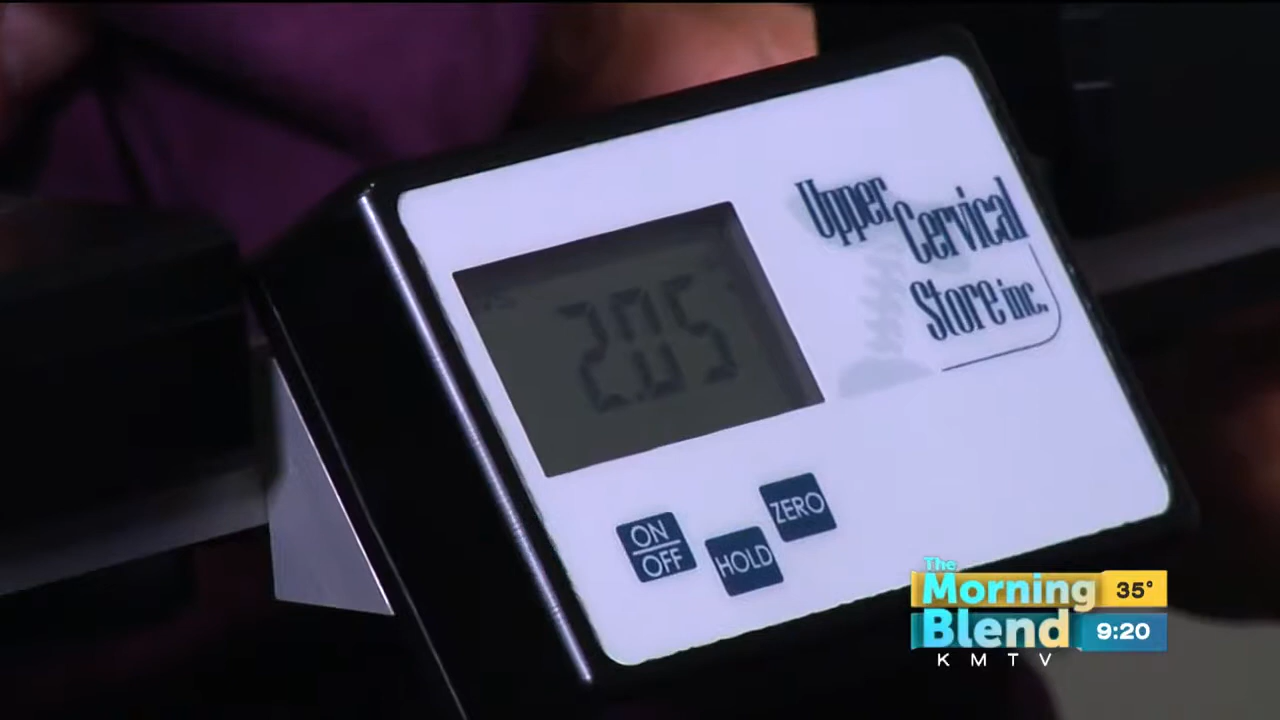 Upper
Cervical
Store inc.
2.05
ON
OFF
HOLD
ZERO
The
Morning
Blend
KMTV
35°
9:20